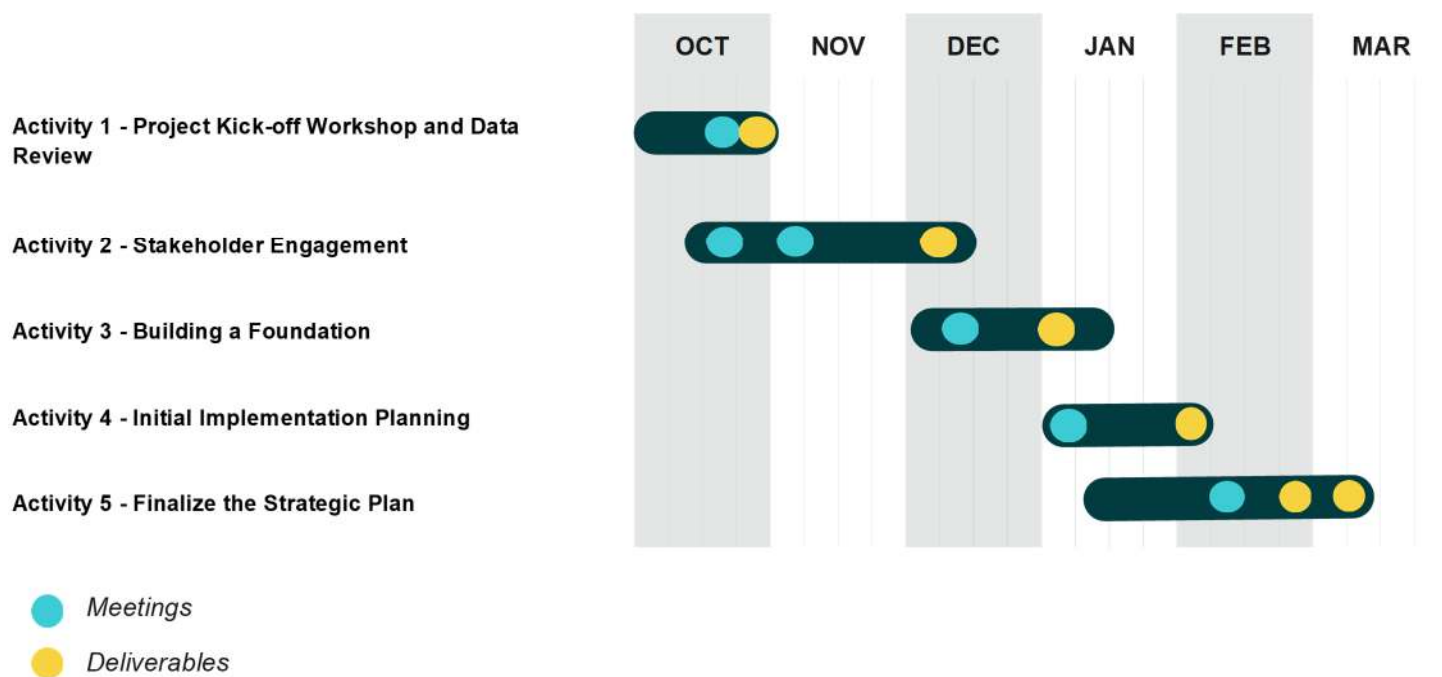 OCT NOV DEC JAN FEB MAR
Activity 1 - Project Kick-off Workshop and Data
Review
Activity 2 - Stakeholder Engagement
Activity 3 - Building a Foundation
Activity 4 - Initial Implementation Planning
Activity 5 - Finalize the Strategic Plan
Meetings
Deliverables